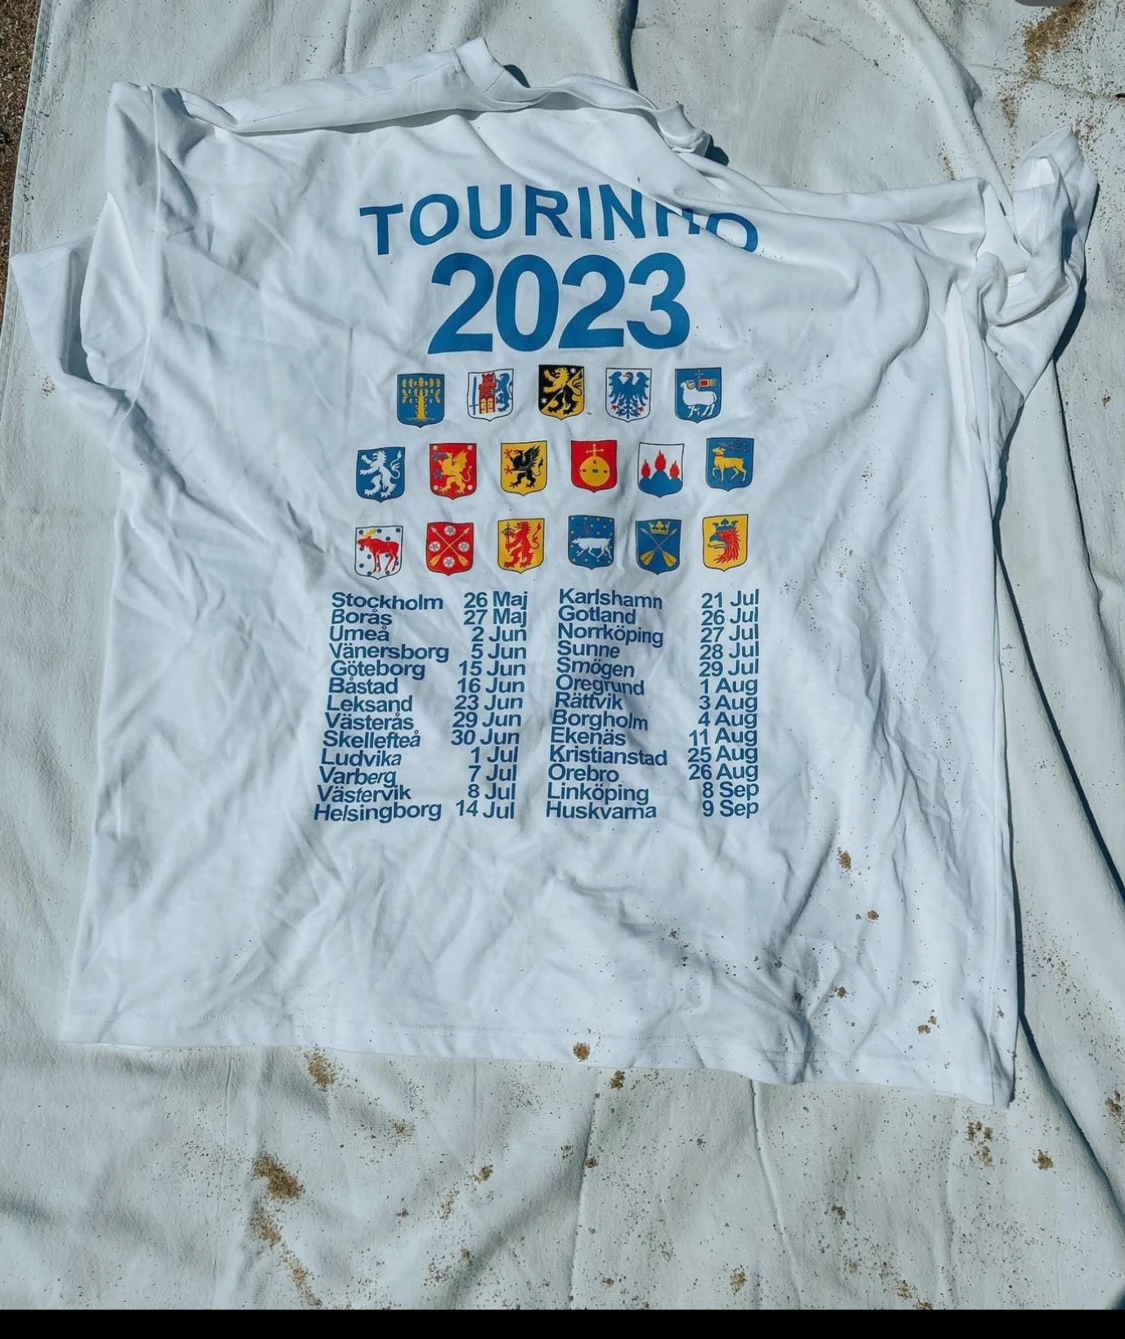 TOURINHO
2023
Stockholm 26 Maj
Borås 27 Maj
Umeå 2 Jun
Vänersborg 5 Jun
Göteborg 15 Jun
Båstad 16 Jun
Leksand 23 Jun
Västerås 29 Jun
Skellefteå 30 Jun
Ludvika 1 Jul
Varberg 7 Jul
Västervik 8 Jul
Helsingborg 14 Jul
Karlshamn 21 Jul
Gotland 26 Jul
Norrköping 27 Jul
Sunne 28 Jul
Smögen 29 Jul
Öregrund 1 Aug
Rättvik 3 Aug
Borgholm 4 Aug
Ekenäs 11 Aug
Kristianstad 25 Aug
Örebro 26 Aug
Linköping 8 Sep
Huskvarna 9 Sep